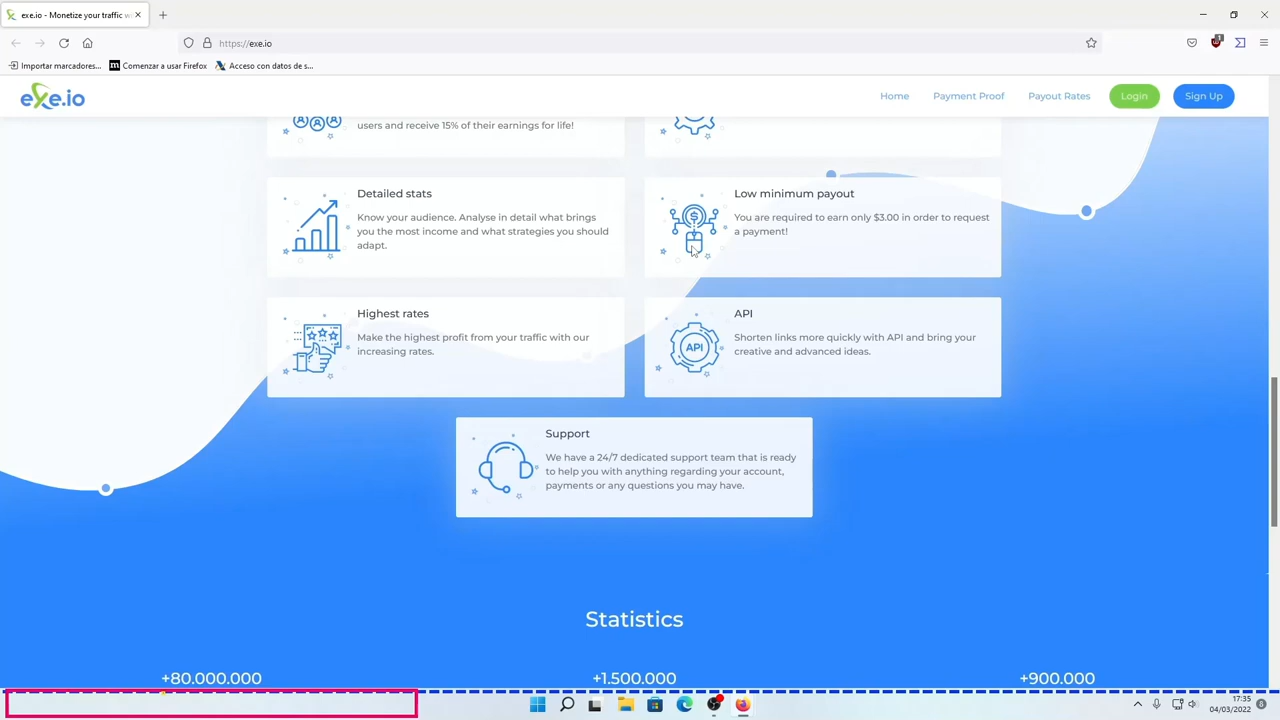 exe.io - Monetize your traffic w
https://exe.io
Importar marcadores...
Comenzar a usar Firefox
Acceso con datos de s...
eXe.io
Home
Payment Proof
Payout Rates
Login
Sign Up
users and receive 15% of their earnings for life!
Detailed stats
Know your audience. Analyse in detail what brings
you the most income and what strategies you should
adapt.
Low minimum payout
You are required to earn only $3.00 in order to request
a payment!
Highest rates
Make the highest profit from your traffic with our
increasing rates.
API
API
Shorten links more quickly with API and bring your
creative and advanced ideas.
Support
We have a 24/7 dedicated support team that is ready
to help you with anything regarding your account,
payments or any questions you may have.
Statistics
+80.000.000
+1.500.000
+900.000
17:35
04/03/2022